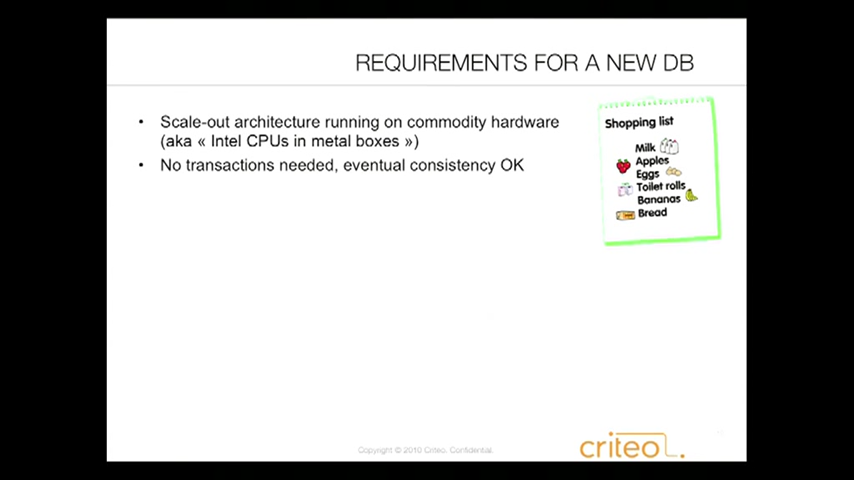 REQUIREMENTS FOR A NEW DB
• Scale-out architecture running on commodity hardware
(aka « Intel CPUs in metal boxes »)
• No transactions needed, eventual consistency OK
Shopping list
Milk
Apples
Eggs
Toilet rolls
Bananas
Bread
Copyright © 2010 Criteo. Confidential.
criteo